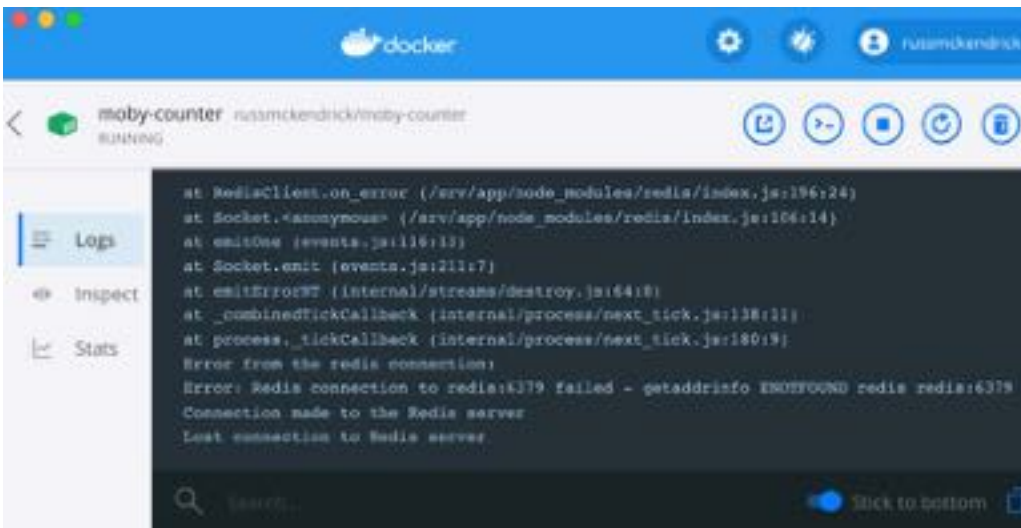 docker
russmckendrick
moby-counter russmckendrick/moby-counter
RUNNING
Logs
Inspect
Stats
at RedisClient.on_error (/srv/app/node_modules/redis/index.js:196:24)
at Socket.<anonymous> (/srv/app/node_modules/redis/index.js:106:14)
at emitOne (events.js:116:13)
at Socket.emit (events.js:211:7)
at emitErrorNT (internal/streams/destroy.js:64:8)
at _combinedTickCallback (internal/process/next_tick.js:138:11)
at process._tickCallback (internal/process/next_tick.js:180:9)
Error from the redis connection:
Error: Redis connection to redis:6379 failed - getaddrinfo ENOTFOUND redis redis:6379
Connection made to the Redis server
Lost connection to Redis server
Search...
Stick to bottom